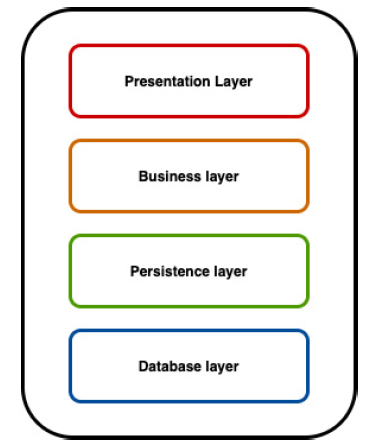 Presentation Layer
Business layer
Persistence layer
Database layer